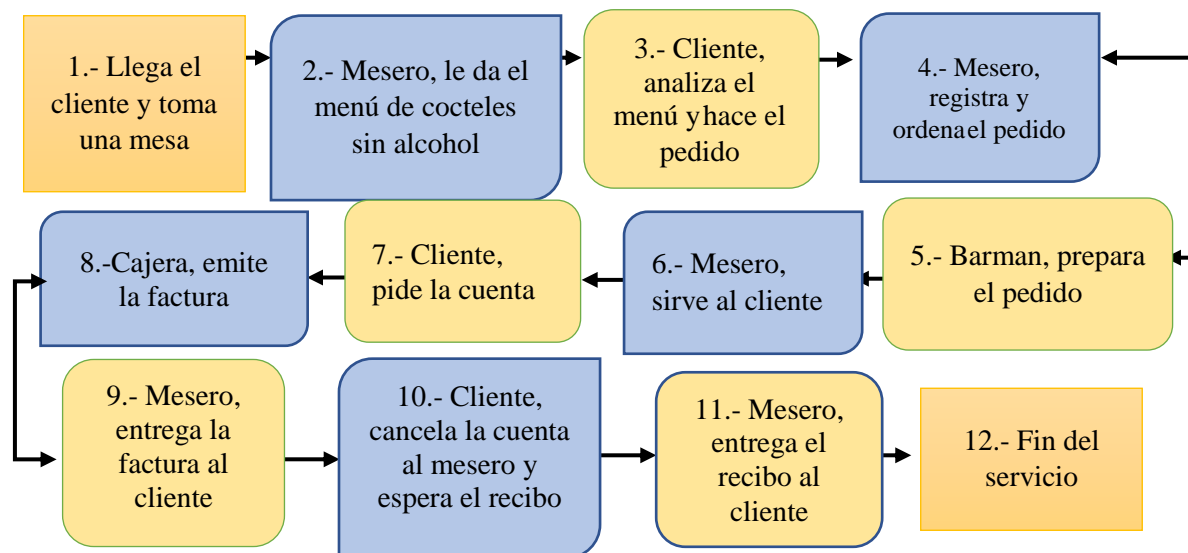 1.- Llega el
cliente y toma
una mesa
2.- Mesero, le da el
menú de cocteles
sin alcohol
3.- Cliente,
analiza el
menú y hace el
pedido
4.- Mesero,
registra y
ordena el pedido
5.- Barman, prepara
el pedido
6.- Mesero,
sirve al cliente
7.- Cliente,
pide la cuenta
8.-Cajera, emite
la factura
9.- Mesero,
entrega la
factura al
cliente
10.- Cliente,
cancela la cuenta
al mesero y
espera el recibo
11.- Mesero,
entrega el
recibo al
cliente
12.- Fin del
servicio